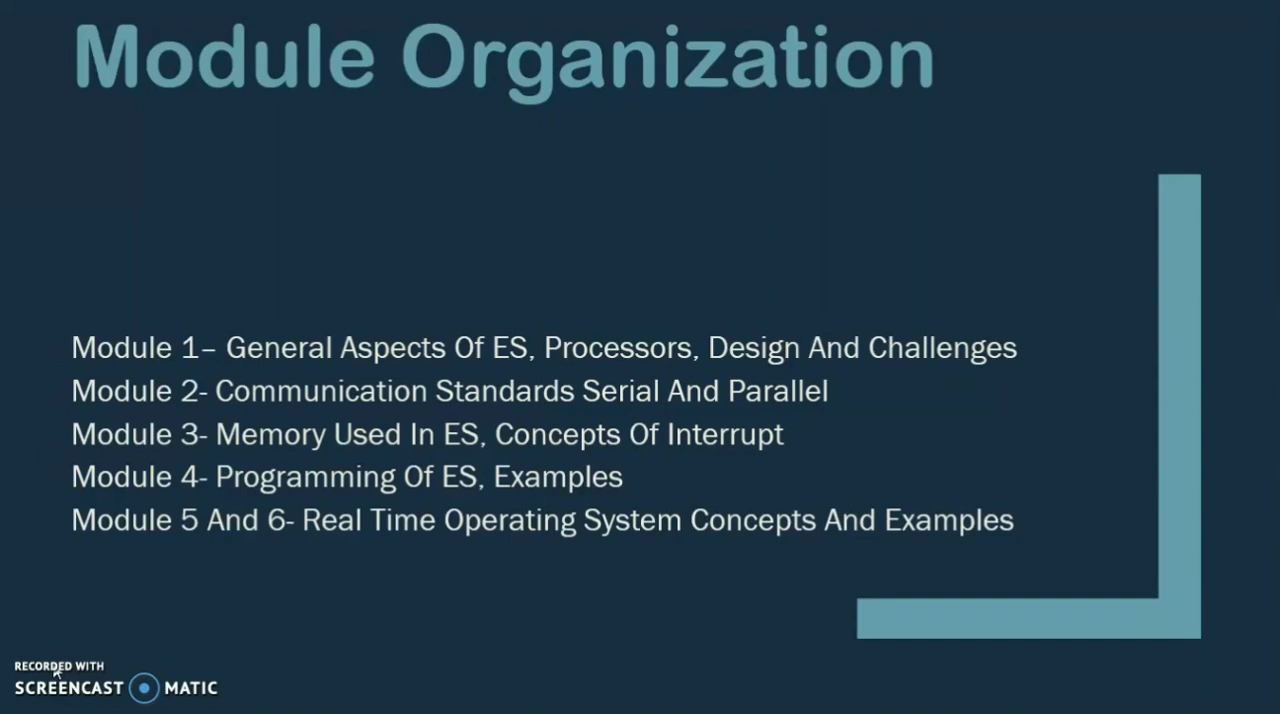 Module Organization
Module 1– General Aspects Of ES, Processors, Design And Challenges
Module 2- Communication Standards Serial And Parallel
Module 3- Memory Used In ES, Concepts Of Interrupt
Module 4- Programming Of ES, Examples
Module 5 And 6- Real Time Operating System Concepts And Examples
RECORDED WITH
SCREENCAST MATIC